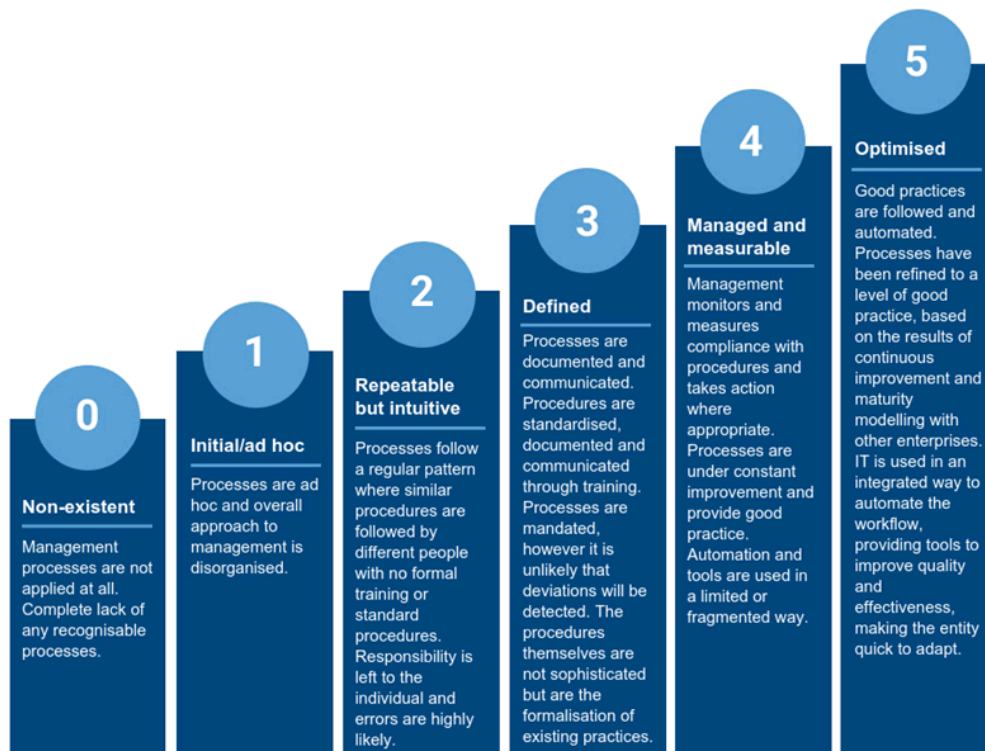 0
Non-existent
Management
processes are not
applied at all.
Complete lack of
any recognisable
processes.
1
Initial/ad hoc
Processes are ad
hoc and overall
approach to
management is
disorganised.
2
Repeatable
but intuitive
Processes follow
a regular pattern
where similar
procedures are
followed by
different people
with no formal
training or
standard
procedures.
Responsibility is
left to the
individual and
errors are highly
likely.
3
Defined
Processes are
documented and
communicated.
Procedures are
standardised,
documented and
communicated
through training.
Processes are
mandated,
however it is
unlikely that
deviations will be
detected. The
procedures
themselves are
not sophisticated
but are the
formalisation of
existing practices.
4
Managed and
measurable
Management
monitors and
measures
compliance with
procedures and
takes action
where
appropriate.
Processes are
under constant
improvement and
provide good
practice.
Automation and
tools are used in
a limited or
fragmented way.
5
Optimised
Good practices
are followed and
automated.
Processes have
been refined to a
level of good
practice, based
on the results of
continuous
improvement and
maturity
modelling with
other enterprises.
IT is used in an
integrated way to
automate the
workflow,
providing tools to
improve quality
and
effectiveness,
making the entity
quick to adapt.